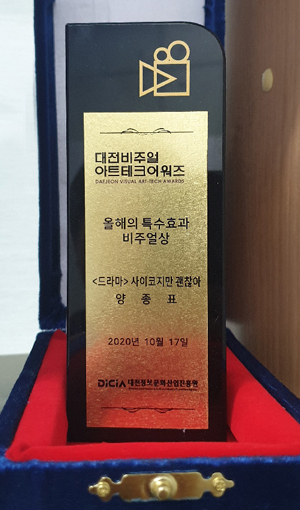 대전비주얼
아트테크어워즈
DAEJEON VISUAL ART-TECH AWARDS
올해의 특수효과
비주얼상
<드라마> 사이코지만 괜찮아
양종표
2020년 10월 17일
DiCiA 대전정보문화산업진흥원